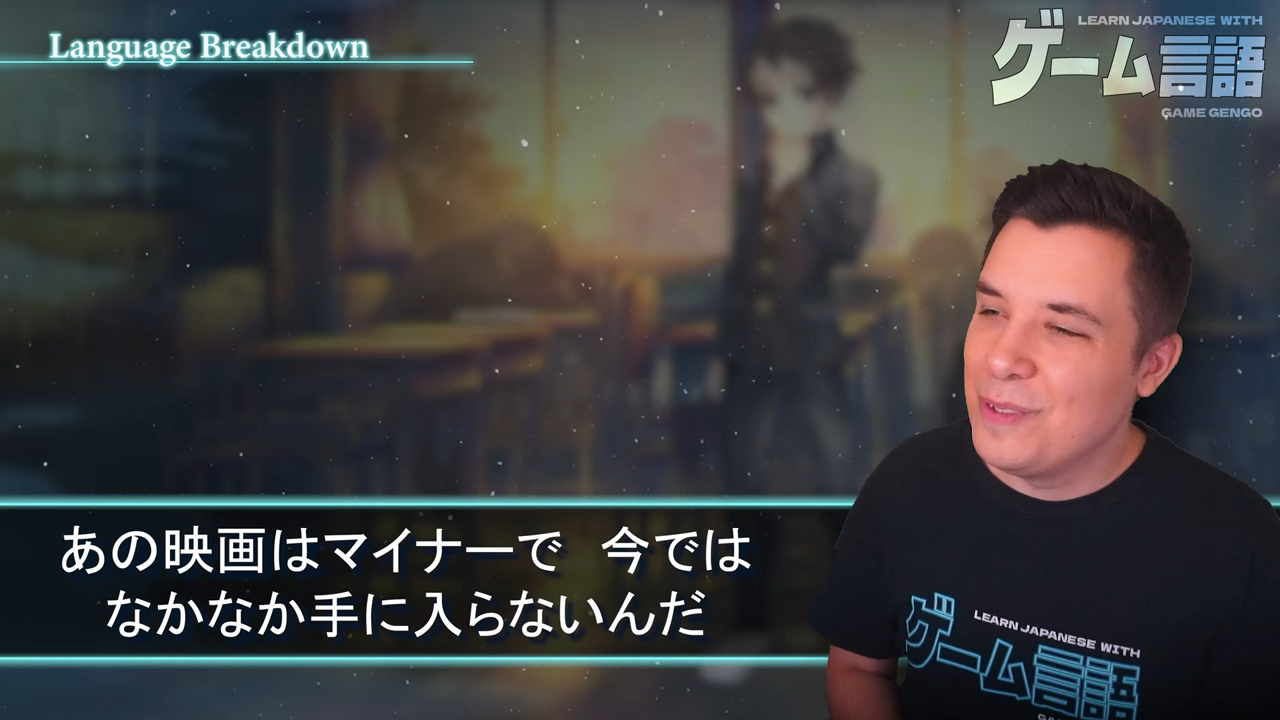 Language Breakdown
LEARN JAPANESE WITH
ゲーム言語
GAME GENGO
あの映画はマイナーで　今では
なかなか手に入らないんだ
LEARN JAPANESE WITH
ゲーム言語